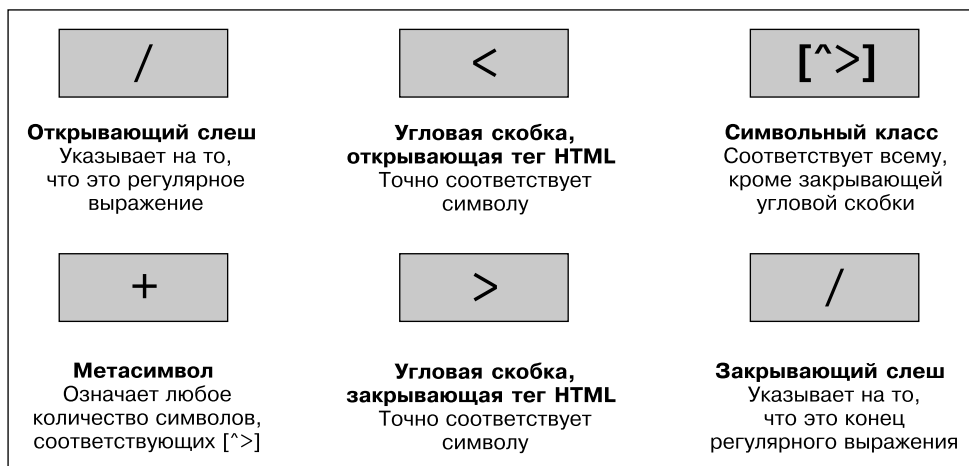 /
Открывающий слеш
Указывает на то,
что это регулярное
выражение
<
Угловая скобка,
открывающая тег HTML
Точно соответствует
символу
[^>]
Символьный класс
Соответствует всему,
кроме закрывающей
угловой скобки
+
Метасимвол
Означает любое
количество символов,
соответствующих [^>]
>
Угловая скобка,
закрывающая тег HTML
Точно соответствует
символу
/
Закрывающий слеш
Указывает на то,
что это конец
регулярного выражения